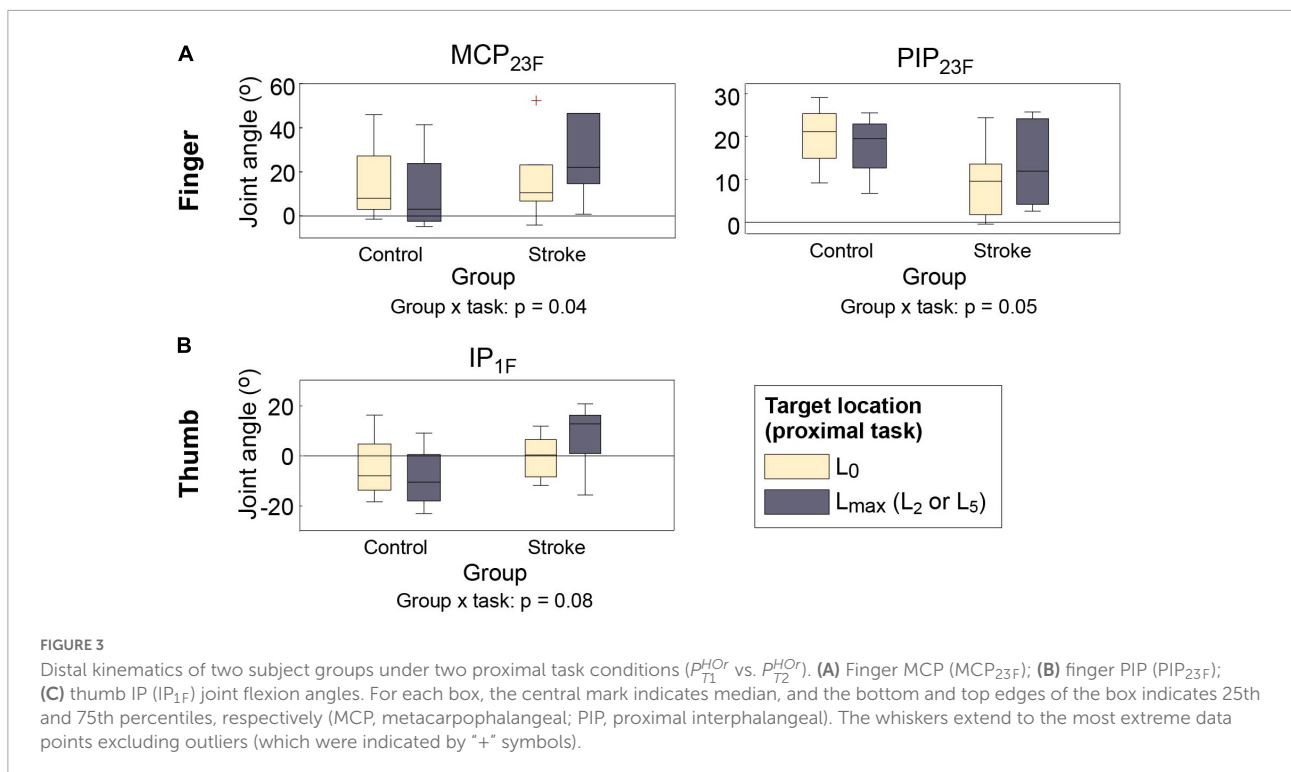 A
Finger
MCP23F
Joint angle (º)
60
40
20
0
Control
Stroke
Group
Group x task: p = 0.04
PIP23F
30
20
10
0
Control
Stroke
Group
Group x task: p = 0.05
B
Thumb
IP1F
Joint angle (º)
20
0
-20
Control
Stroke
Group
Group x task: p = 0.08
Target location
(proximal task)
L0
Lmax (L2 or L5)
FIGURE 3
Distal kinematics of two subject groups under two proximal task conditions (P_T1^HOr vs. P_T2^HOr). (A) Finger MCP (MCP23F); (B) finger PIP (PIP23F);
(C) thumb IP (IP1F) joint flexion angles. For each box, the central mark indicates median, and the bottom and top edges of the box indicates 25th
and 75th percentiles, respectively (MCP, metacarpophalangeal; PIP, proximal interphalangeal). The whiskers extend to the most extreme data
points excluding outliers (which were indicated by "+" symbols).